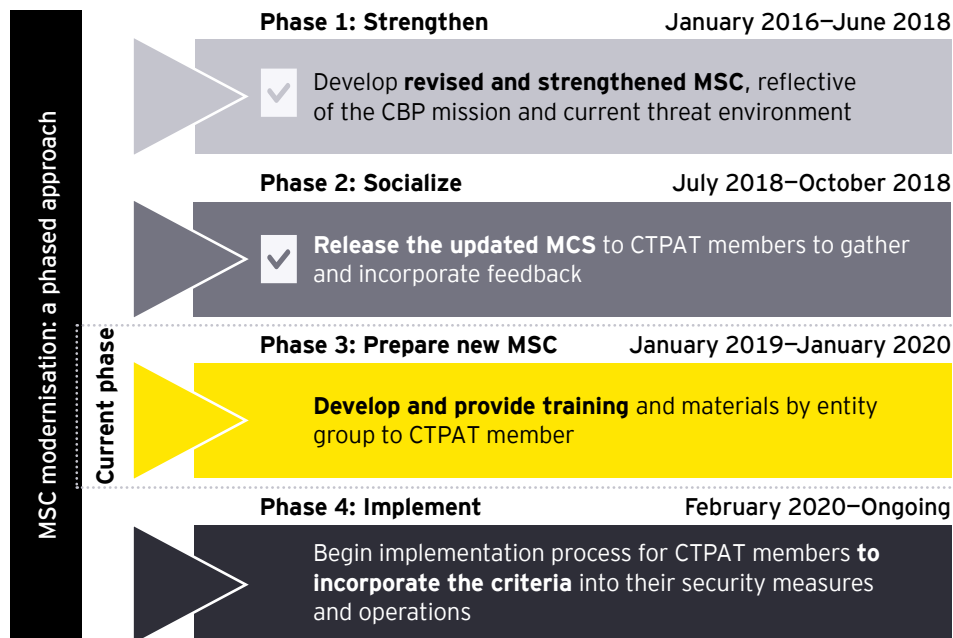 MSC modernisation: a phased approach
Phase 1: Strengthen January 2016–June 2018
Develop revised and strengthened MSC, reflective
of the CBP mission and current threat environment
Phase 2: Socialize July 2018–October 2018
Release the updated MCS to CTPAT members to gather
and incorporate feedback
Current phase
Phase 3: Prepare new MSC January 2019–January 2020
Develop and provide training and materials by entity
group to CTPAT member
Phase 4: Implement February 2020–Ongoing
Begin implementation process for CTPAT members to
incorporate the criteria into their security measures
and operations